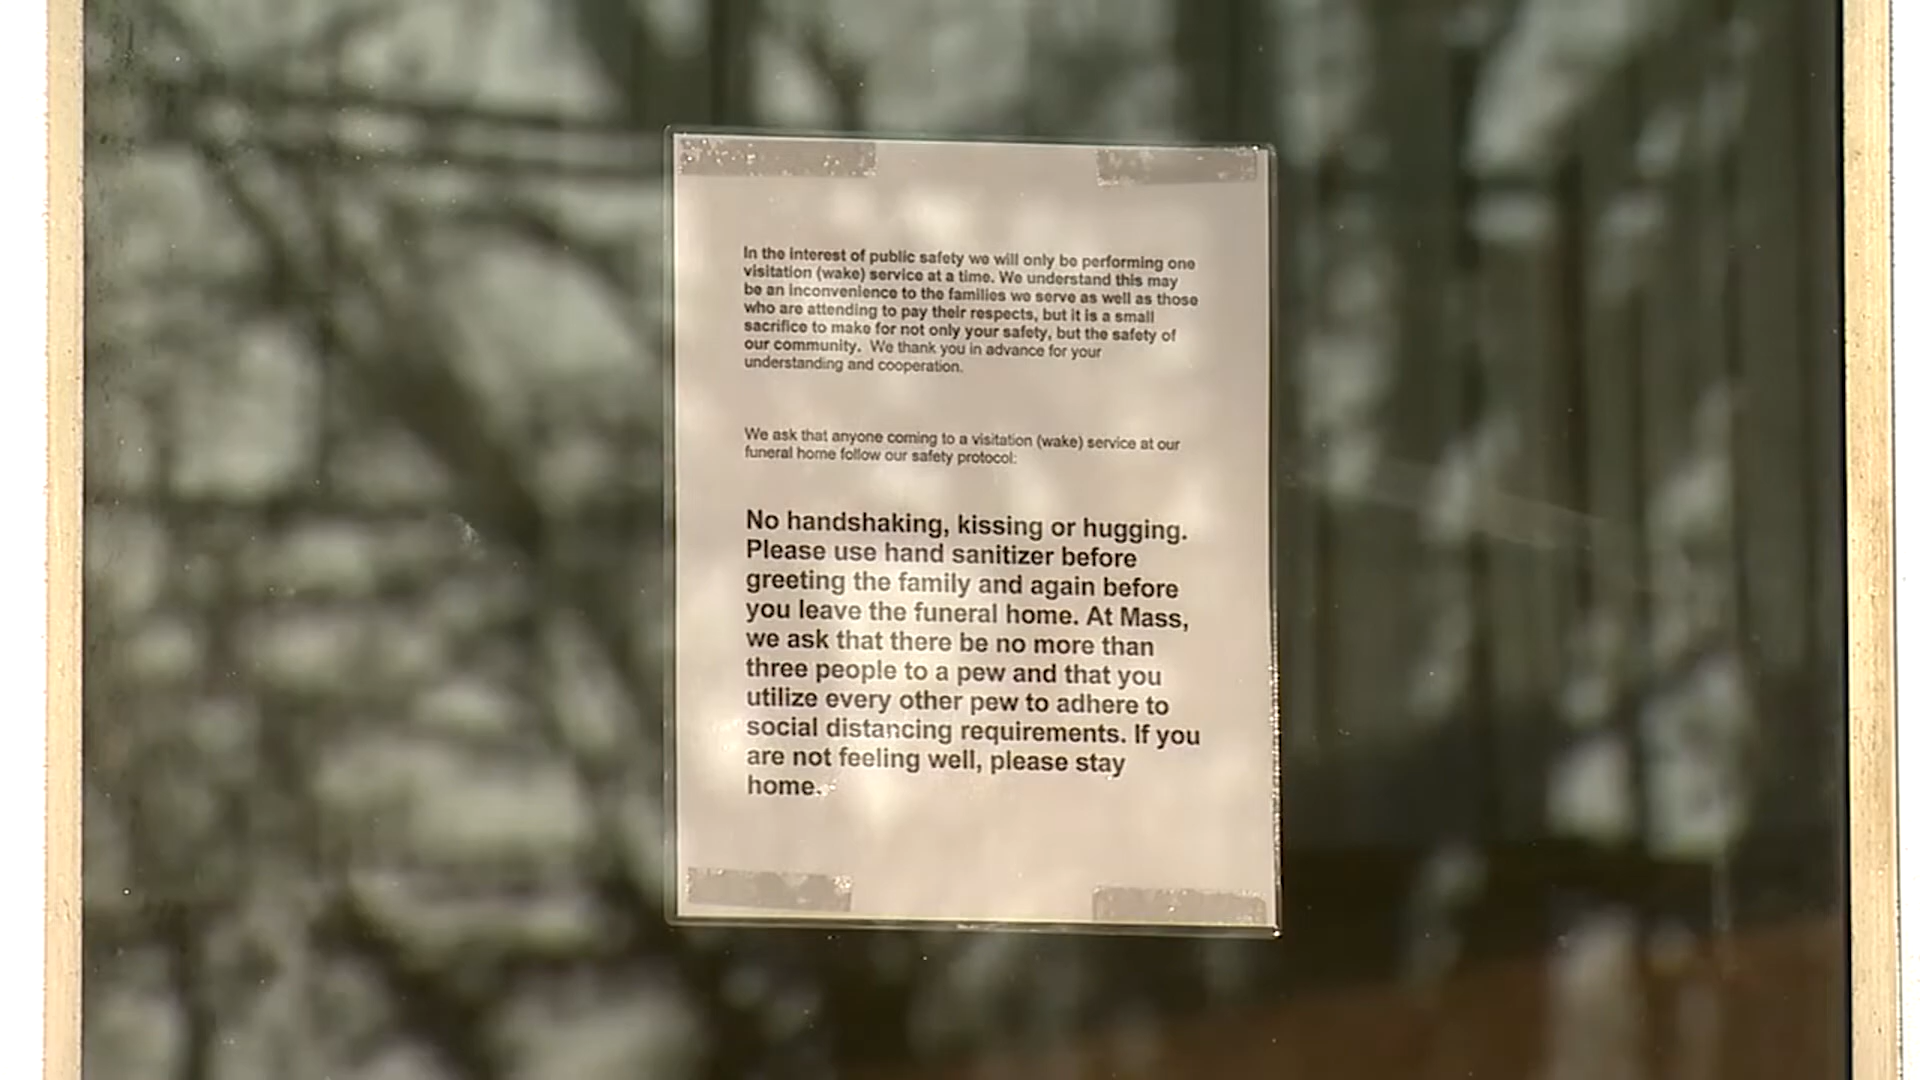 In the interest of public safety we will only be performing one
visitation (wake) service at a time. We understand this may
be an inconvenience to the families we serve as well as those
who are attending to pay their respects, but it is a small
sacrifice to make for not only your safety, but the safety of
our community. We thank you in advance for your
understanding and cooperation.
We ask that anyone coming to a visitation (wake) service at our
funeral home follow our safety protocol:
No handshaking, kissing or hugging.
Please use hand sanitizer before
greeting the family and again before
you leave the funeral home. At Mass,
we ask that there be no more than
three people to a pew and that you
utilize every other pew to adhere to
social distancing requirements. If you
are not feeling well, please stay
home.